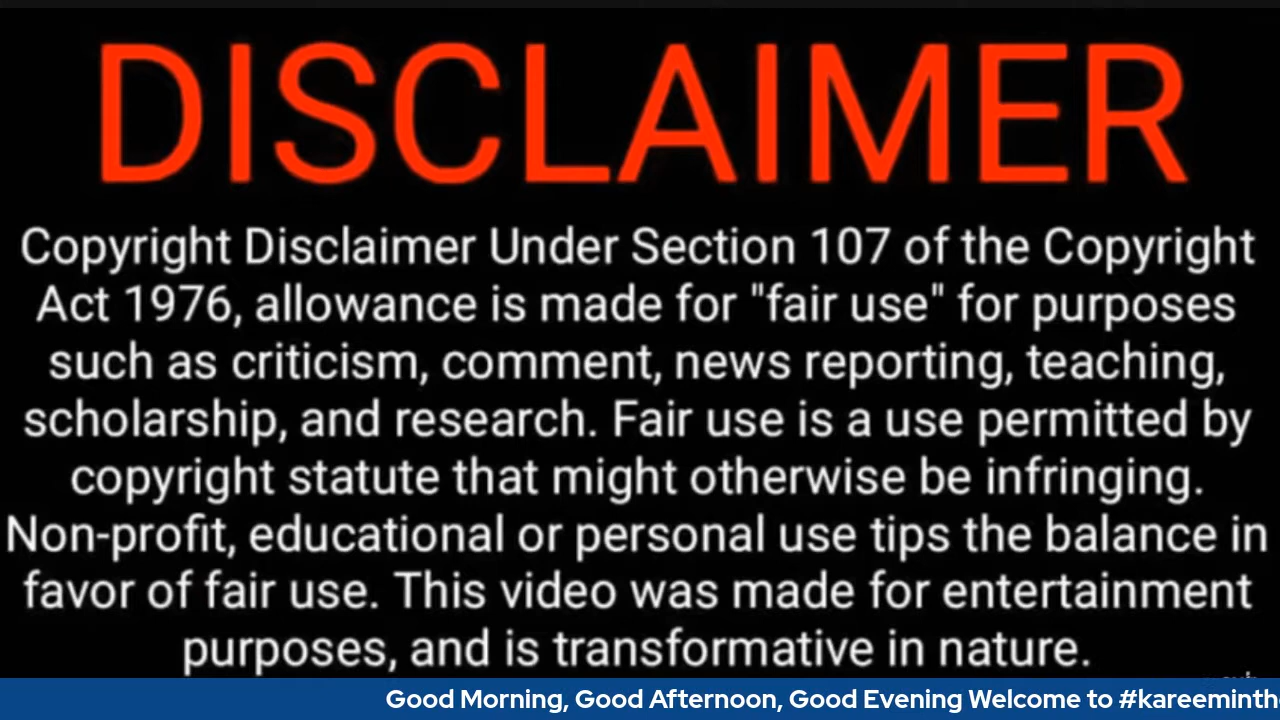 DISCLAIMER
Copyright Disclaimer Under Section 107 of the Copyright
Act 1976, allowance is made for "fair use" for purposes
such as criticism, comment, news reporting, teaching,
scholarship, and research. Fair use is a use permitted by
copyright statute that might otherwise be infringing.
Non-profit, educational or personal use tips the balance in
favor of fair use. This video was made for entertainment
purposes, and is transformative in nature.
Good Morning, Good Afternoon, Good Evening Welcome to #kareeminth